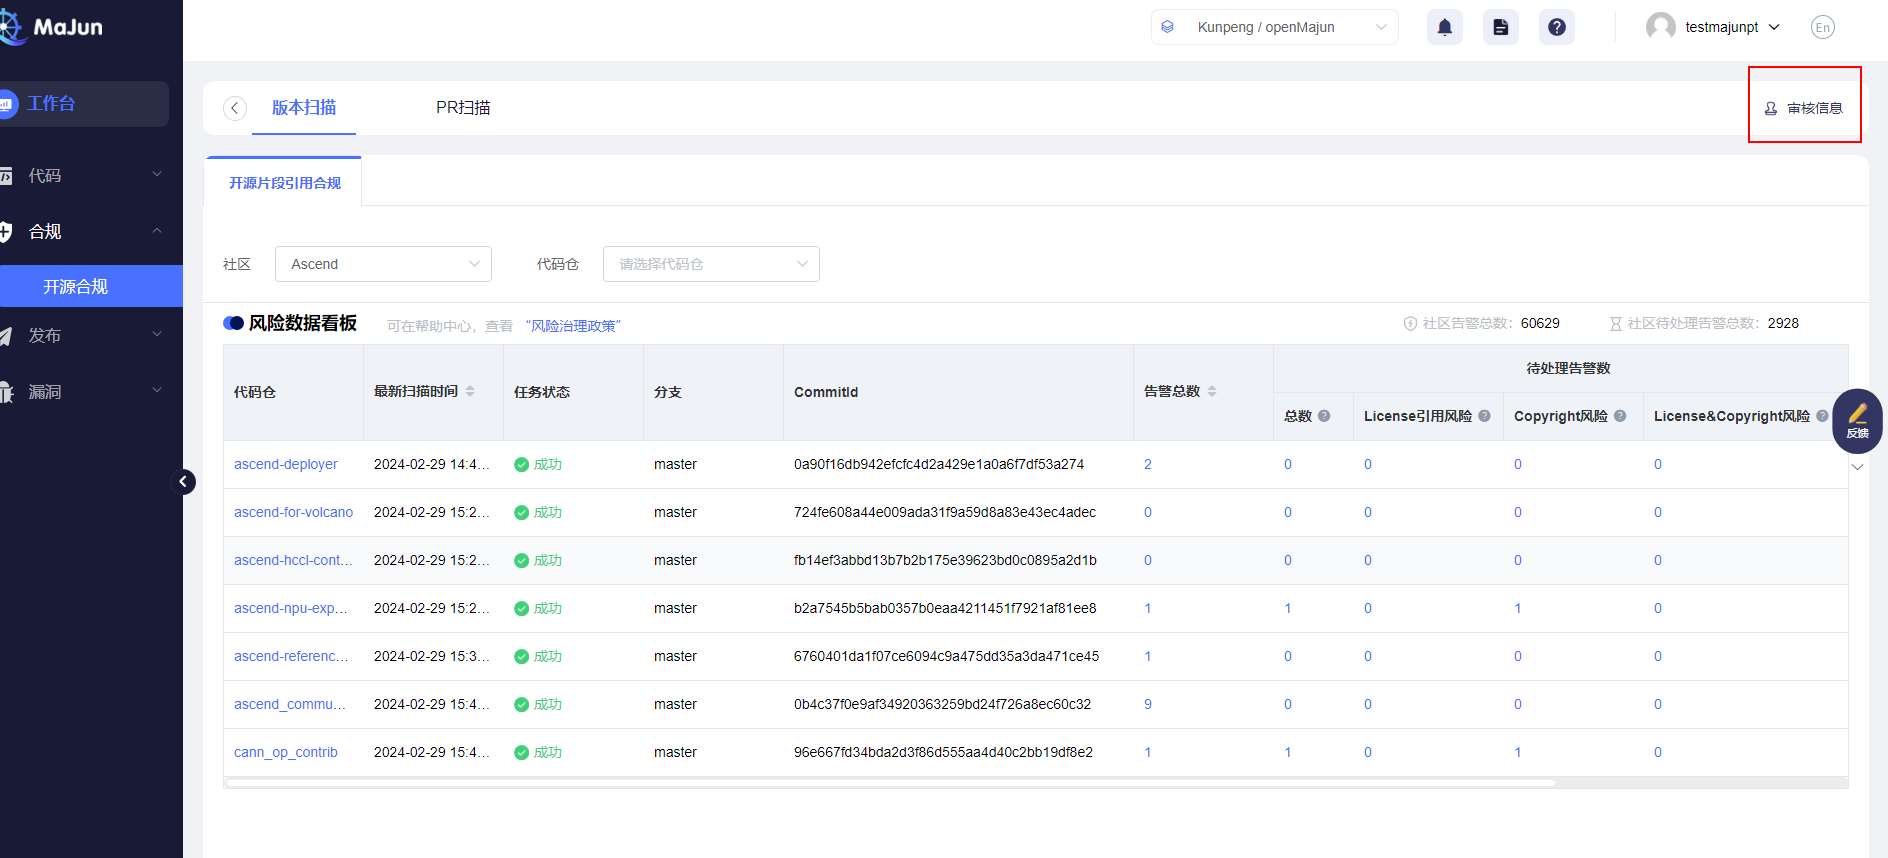 MaJun
Kunpeng / openMajun
testmajunpt
En
工作台
代码
合规
开源合规
发布
漏洞
版本扫描
PR扫描
审核信息
开源片段引用合规
社区
Ascend
代码仓
请选择代码仓
风险数据看板
可在帮助中心，查看 “风险治理政策”
社区告警总数：60629
社区待处理告警总数：2928
代码仓 最新扫描时间 任务状态 分支 CommitId 告警总数 待处理告警数
总数 License引用风险 Copyright风险 License&Copyright风险
ascend-deployer 2024-02-29 14:4... 成功 master 0a90f16db942efcfc4d2a429e1a0a6f7df53a274 2 0 0 0 0
ascend-for-volcano 2024-02-29 15:2... 成功 master 724fe608a44e009ada31f9a59d8a83e43ec4adec 0 0 0 0 0
ascend-hccl-cont... 2024-02-29 15:2... 成功 master fb14ef3abbd13b7b2b175e39623bd0c0895a2d1b 0 0 0 0 0
ascend-npu-exp... 2024-02-29 15:2... 成功 master b2a7545b5bab0357b0eaa4211451f7921af81ee8 1 1 0 1 0
ascend-referenc... 2024-02-29 15:3... 成功 master 6760401da1f07ce6094c9a475dd35a3da471ce45 1 0 0 0 0
ascend_commu... 2024-02-29 15:4... 成功 master 0b4c37f0e9af34920363259bd24f726a8ec60c32 9 0 0 0 0
cann_op_contrib 2024-02-29 15:4... 成功 master 96e667fd34bda2d3f86d555aa4d40c2bb19df8e2 1 1 0 1 0
反馈